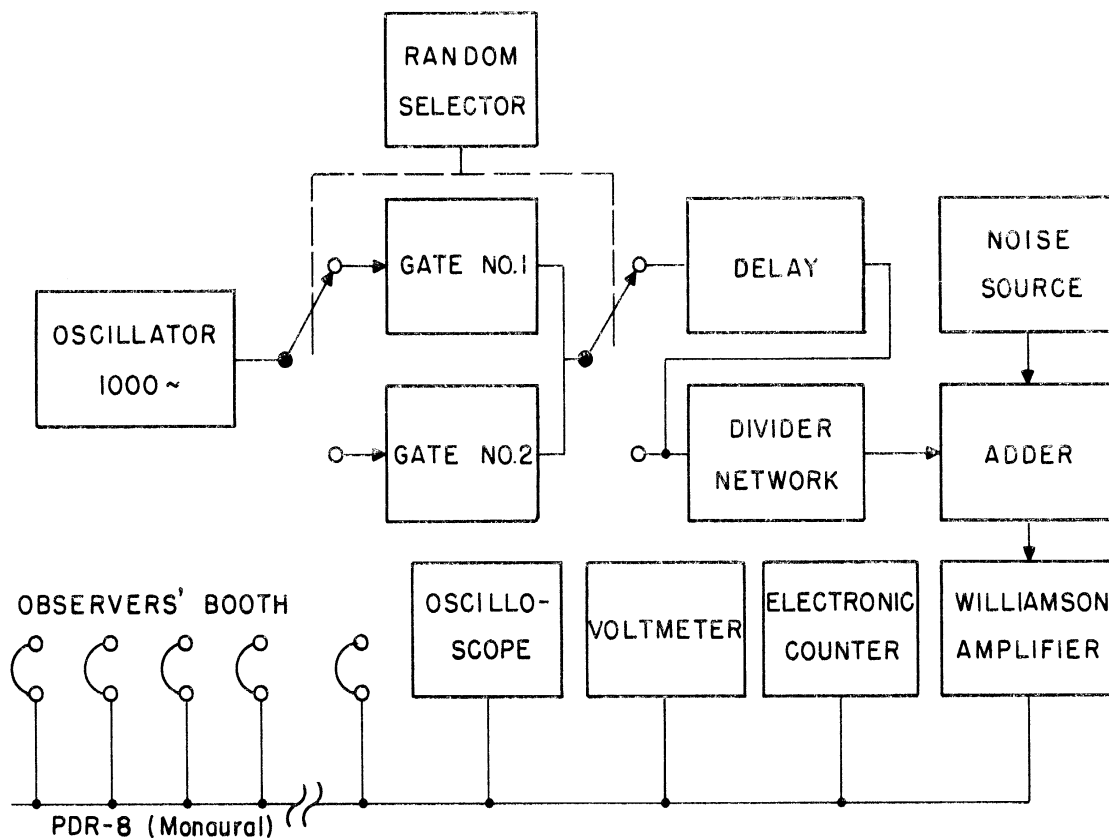 RANDOM
SELECTOR
GATE NO.1
DELAY
NOISE
SOURCE
OSCILLATOR
1000~
GATE NO.2
DIVIDER
NETWORK
ADDER
OBSERVERS' BOOTH
OSCILLO-
SCOPE
VOLTMETER
ELECTRONIC
COUNTER
WILLIAMSON
AMPLIFIER
PDR-8 (Monaural)